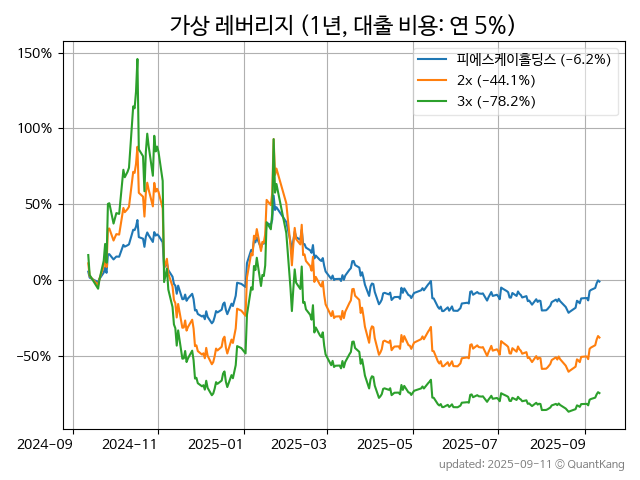 가상 레버리지 (1년, 대출 비용: 연 5%)
피에스케이홀딩스 (−6.2%)
2x (−44.1%)
3x (−78.2%)
150%
100%
50%
0%
−50%
2024-09 2024-11 2025-01 2025-03 2025-05 2025-07 2025-09
updated: 2025-09-11 © QuantKang